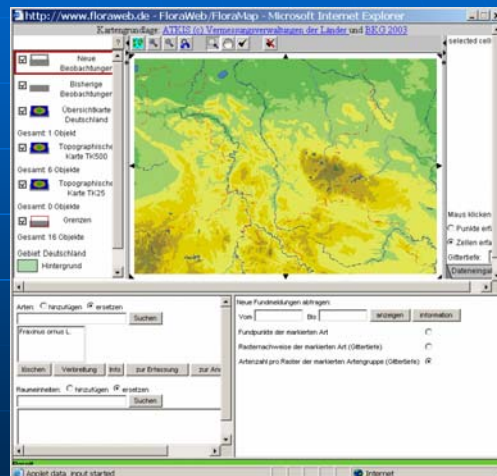 http://www.floraweb.de - FloraWeb/FloraMap - Microsoft Internet Explorer
Kartengrundlage: ATKIS (c) Vermessungsverwaltungen der Länder und BKG 2003
?
selected cell
Neue
Beobachtungen
Bisherige
Beobachtungen
Übersichtkarte
Deutschland
Gesamt: 1 Objekt
Topographische
Karte TK500
Gesamt: 6 Objekte
Topographische
Karte TK25
Gesamt: 0 Objekte
Grenzen
Gesamt: 16 Objekte
Gebiet: Deutschland
Hintergrund
Maus klicken
Punkte erfa
Zellen erfa
Gittertiefe:
Dateneingal
Arten: hinzufügen ersetzen
Suchen
Fraxinus ornus L.
löschen Verbreitung Info zur Erfassung zur An
Raumeinheiten: hinzufügen ersetzen
Suchen
Neue Fundmeldungen abfragen:
Vom Bis anzeigen information
Fundpunkte der markierten Art
Rasternachweise der markierten Art (Gittertiefe)
Artenzahl pro Raster der markierten Artengruppe (Gittertiefe)
Applet data_input started
Internet